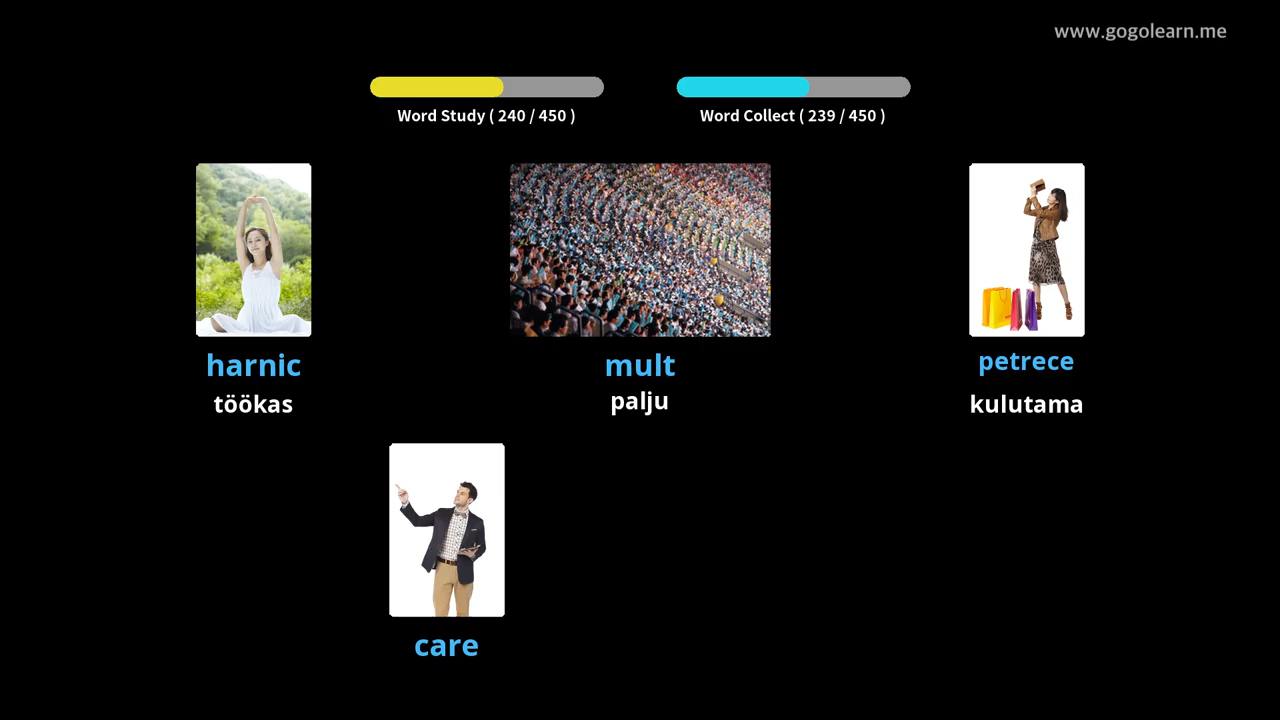 www.gogolearn.me
Word Study ( 240 / 450 )
Word Collect ( 239 / 450 )
harnic
töökas
mult
palju
petrece
kulutama
care